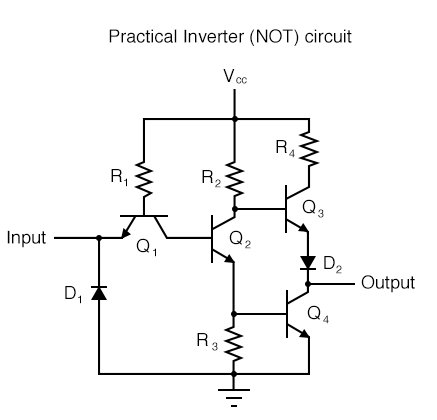 Practical Inverter (NOT) circuit
Vcc
R1
R2
R4
Q3
Input
Q1
Q2
D2
Output
D1
Q4
R3